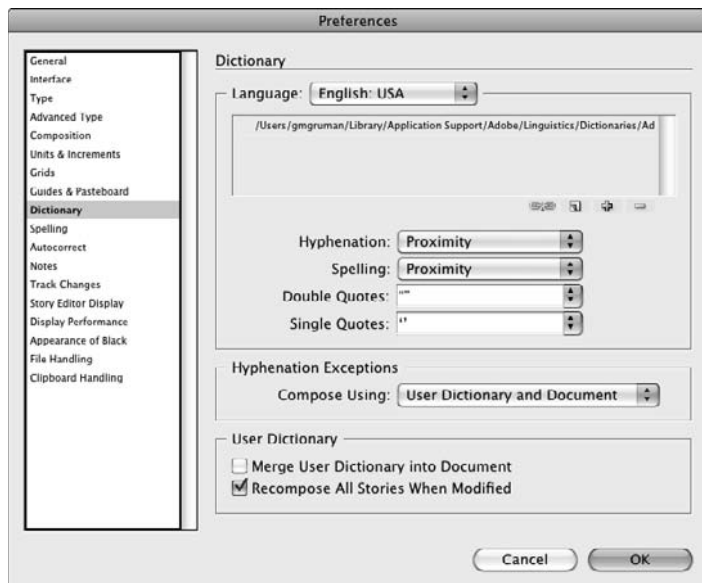 Preferences
General
Interface
Type
Advanced Type
Composition
Units & Increments
Grids
Guides & Pasteboard
Dictionary
Spelling
Autocorrect
Notes
Track Changes
Story Editor Display
Display Performance
Appearance of Black
File Handling
Clipboard Handling
Dictionary
Language: English: USA
/Users/gmgruman/Library/Application Support/Adobe/Linguistics/Dictionaries/Ad
Hyphenation: Proximity
Spelling: Proximity
Double Quotes: “”
Single Quotes: ‘’
Hyphenation Exceptions
Compose Using: User Dictionary and Document
User Dictionary
Merge User Dictionary into Document
Recompose All Stories When Modified
Cancel OK